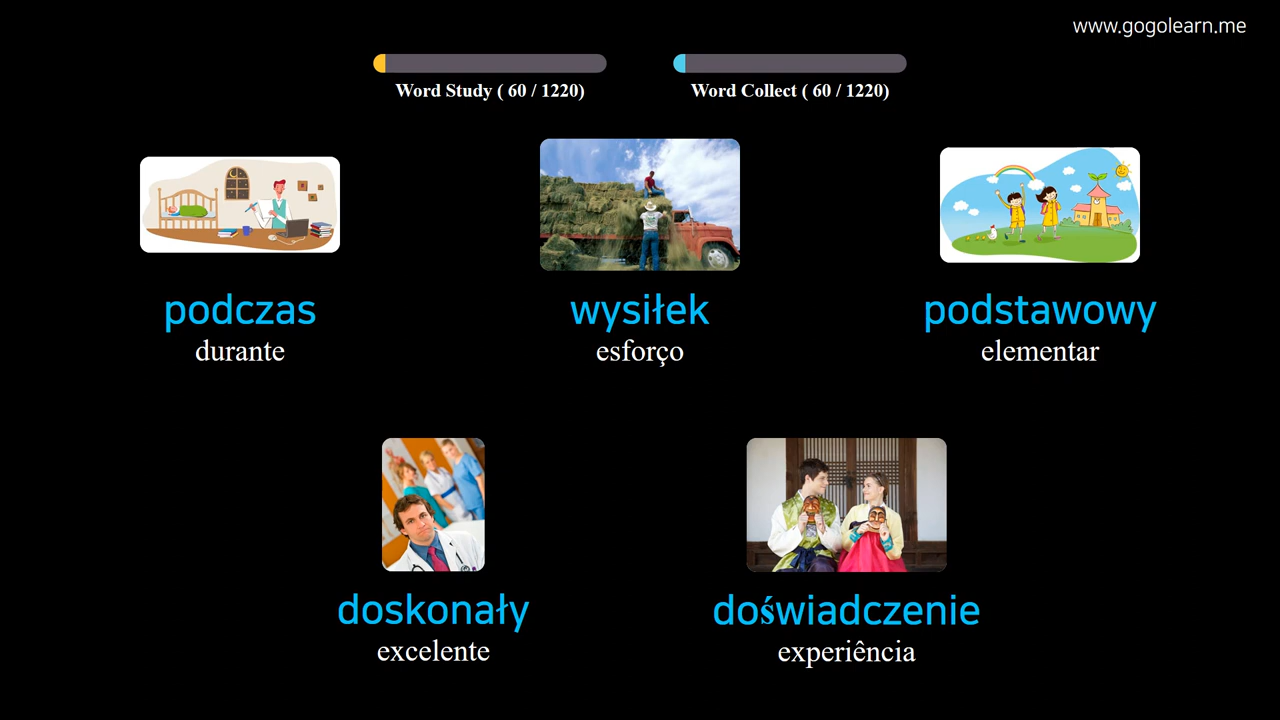 www.gogolearn.me
Word Study ( 60 / 1220)
Word Collect ( 60 / 1220)
podczas
durante
wysiłek
esforço
podstawowy
elementar
doskonały
excelente
doświadczenie
experiência